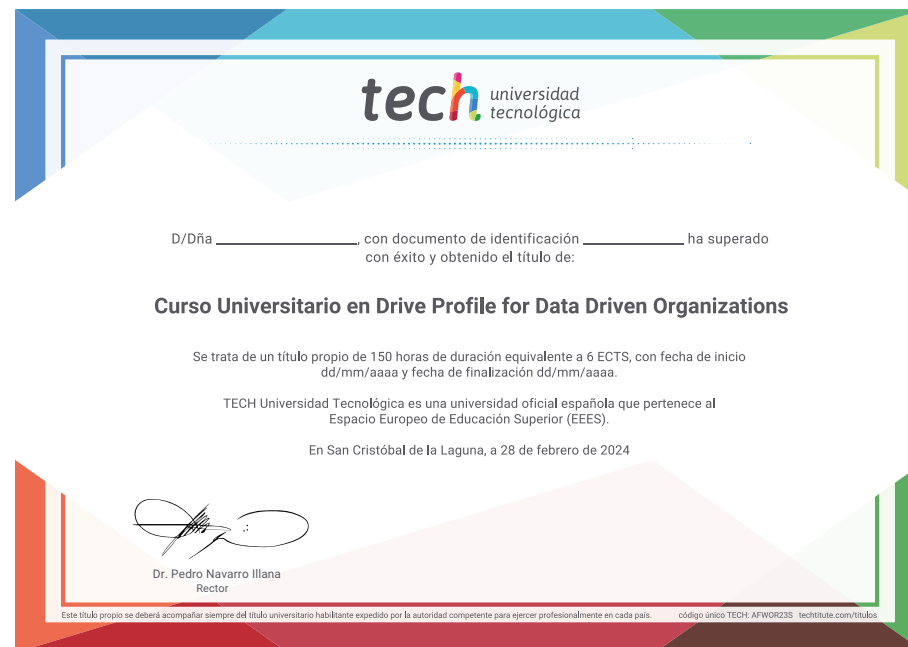 tech universidad
tecnológica
D/Dña ______________, con documento de identificación __________ ha superado
con éxito y obtenido el título de:
Curso Universitario en Drive Profile for Data Driven Organizations
Se trata de un título propio de 150 horas de duración equivalente a 6 ECTS, con fecha de inicio
dd/mm/aaaa y fecha de finalización dd/mm/aaaa.
TECH Universidad Tecnológica es una universidad oficial española que pertenece al
Espacio Europeo de Educación Superior (EEES).
En San Cristóbal de la Laguna, a 28 de febrero de 2024
Dr. Pedro Navarro Illana
Rector
Este título propio se deberá acompañar siempre del título universitario habilitante expedido por la autoridad competente para ejercer profesionalmente en cada país. código único TECH: AFWOR23S techtitute.com/titulos